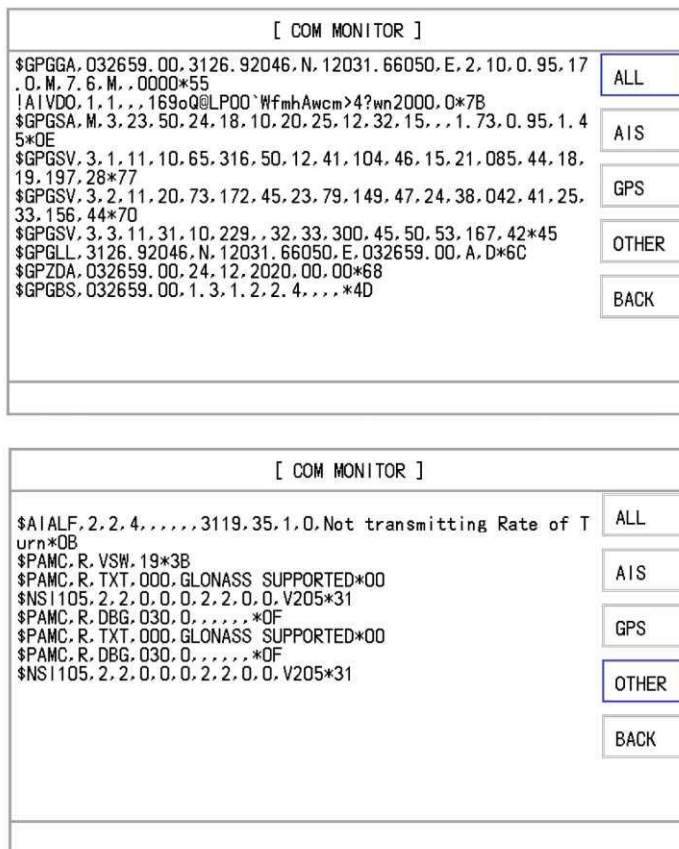 [ COM MONITOR ]
$GPGGA,032659.00,3126.92046,N,12031.66050,E,2,10,0.95,17
.0,M,7.6,M,,0000*55
!AIVDO,1,1,,,169oQ@LP00`WfmhAwcm>4?wn2000,0*7B
$GPGSA,M,3,23,50,24,18,10,20,25,12,32,15,,,1.73,0.95,1.4
5*0E
$GPGSV,3,1,11,10,65,316,50,12,41,104,46,15,21,085,44,18,
19,197,28*77
$GPGSV,3,2,11,20,73,172,45,23,79,149,47,24,38,042,41,25,
33,156,44*70
$GPGSV,3,3,11,31,10,229,,32,33,300,45,50,53,167,42*45
$GPGLL,3126.92046,N,12031.66050,E,032659.00,A,D*6C
$GPZDA,032659.00,24,12,2020,00,00*68
$GPGBS,032659.00,1.3,1.2,2.4,,,,*4D
ALL
AIS
GPS
OTHER
BACK
[ COM MONITOR ]
$AIALF,2,2,4,,,,,,3119,35,1,0,Not transmitting Rate of T
urn*0B
$PAMC,R,VSW,19*3B
$PAMC,R,TXT,000,GLONASS SUPPORTED*00
$NSI105,2,2,0,0,0,2,2,0,0,V205*31
$PAMC,R,DBG,030,0,,,,,,*0F
$PAMC,R,TXT,000,GLONASS SUPPORTED*00
$PAMC,R,DBG,030,0,,,,,,*0F
$NSI105,2,2,0,0,0,2,2,0,0,V205*31
ALL
AIS
GPS
OTHER
BACK